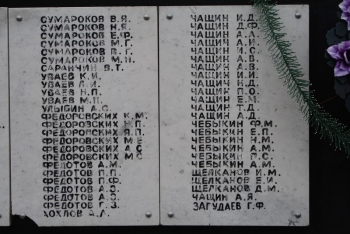 СУМАРОКОВ В.Я.
СУМАРОКОВ Н.Я.
СУМАРОКОВ Е.Ф.
СУМАРОКОВ М.Г.
СУМАРОКОВ П.Г.
СУМАРОКОВ М.Н.
САРАНЧИН В.Т.
УВАЕВ К.И.
УВАЕВ Л.И.
УВАЕВ Н.П.
УВАЕВ М.П.
УЛЫБИН А.С.
ФЕДОРОВСКИХ К.М.
ФЕДОРОВСКИХ Н.П.
ФЕДОРОВСКИХ Я.П.
ФЕДОРОВСКИХ М.Е.
ФЕДОРОВСКИХ А.С.
ФЕДОРОВСКИХ М.С.
ФЕДОТОВ А.М.
ФЕДОТОВ П.П.
ФЕДОТОВ П.Ф.
ФЕДОТОВ А.З.
ФЕДОТОВ С.З.
ФЕДОТОВ Г.З.
ХОХЛОВ А.Л.
ЧАЩИН И.Д.
ЧАЩИН Д.Ф.
ЧАЩИН А.Л.
ЧАЩИН А.И.
ЧАЩИН И.С.
ЧАЩИН А.В.
ЧАЩИН А.Г.
ЧАЩИН И.И.
ЧАЩИН Н.Д.
ЧАЩИН П.С.
ЧАЩИН Е.М.
ЧАЩИН Т.Д.
ЧАЩИН А.Д.
ЧЕБЫКИН Ф.М.
ЧЕБЫКИН Е.П.
ЧЕБЫКИН Н.М.
ЧЕБЫКИН А.М.
ЧЕБЫКИН П.С.
ЧЕБЫКИН А.М.
ЩЕЛКАНОВ И.М.
ЩЕЛКАНОВ Е.И.
ЩЕЛКАНОВ Д.М.
ЧАЩИН А.Я.
ЗАГУДАЕВ Г.Ф.